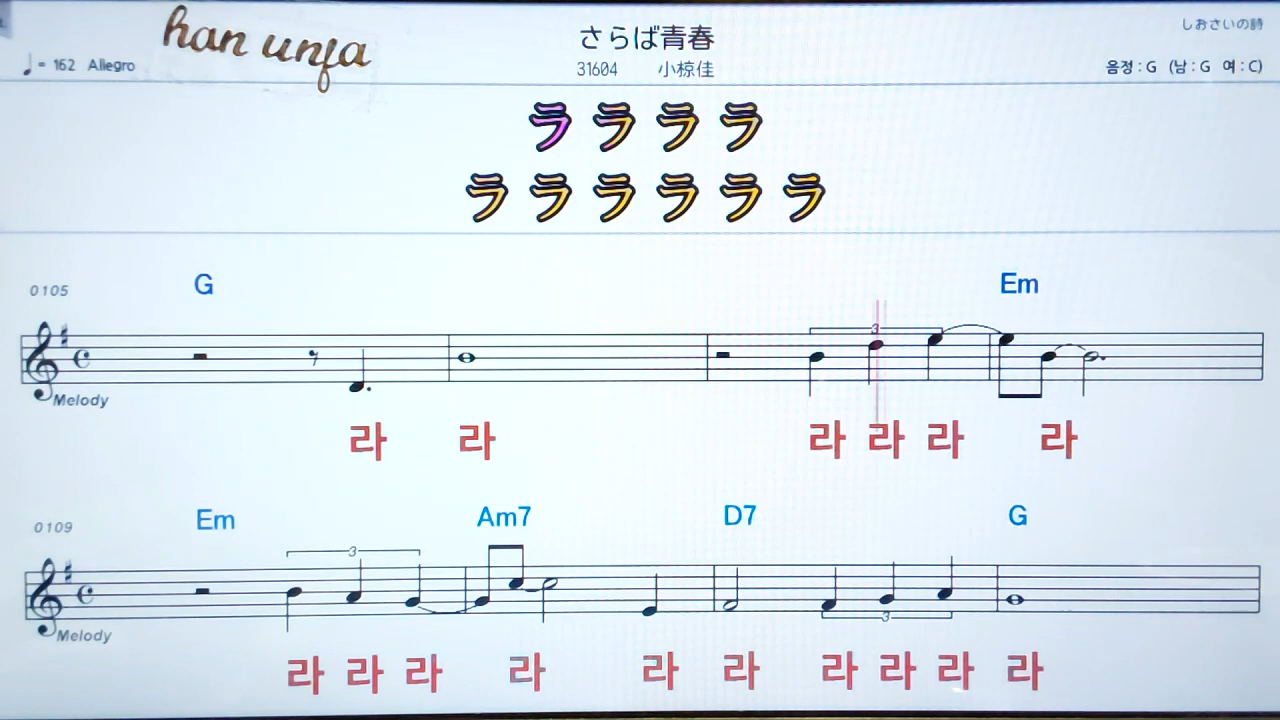 han unfa
さらば青春
しおさいの詩
♩= 162 Allegro
31604 小椋佳
음정 : G (남 : G 여 : C)
ラ ラ ラ ラ
ラ ラ ラ ラ ラ ラ
0105 G Em
3
Melody
라 라 라 라 라 라
0109 Em Am7 D7 G
3
3
Melody
라 라 라 라 라 라 라 라 라 라